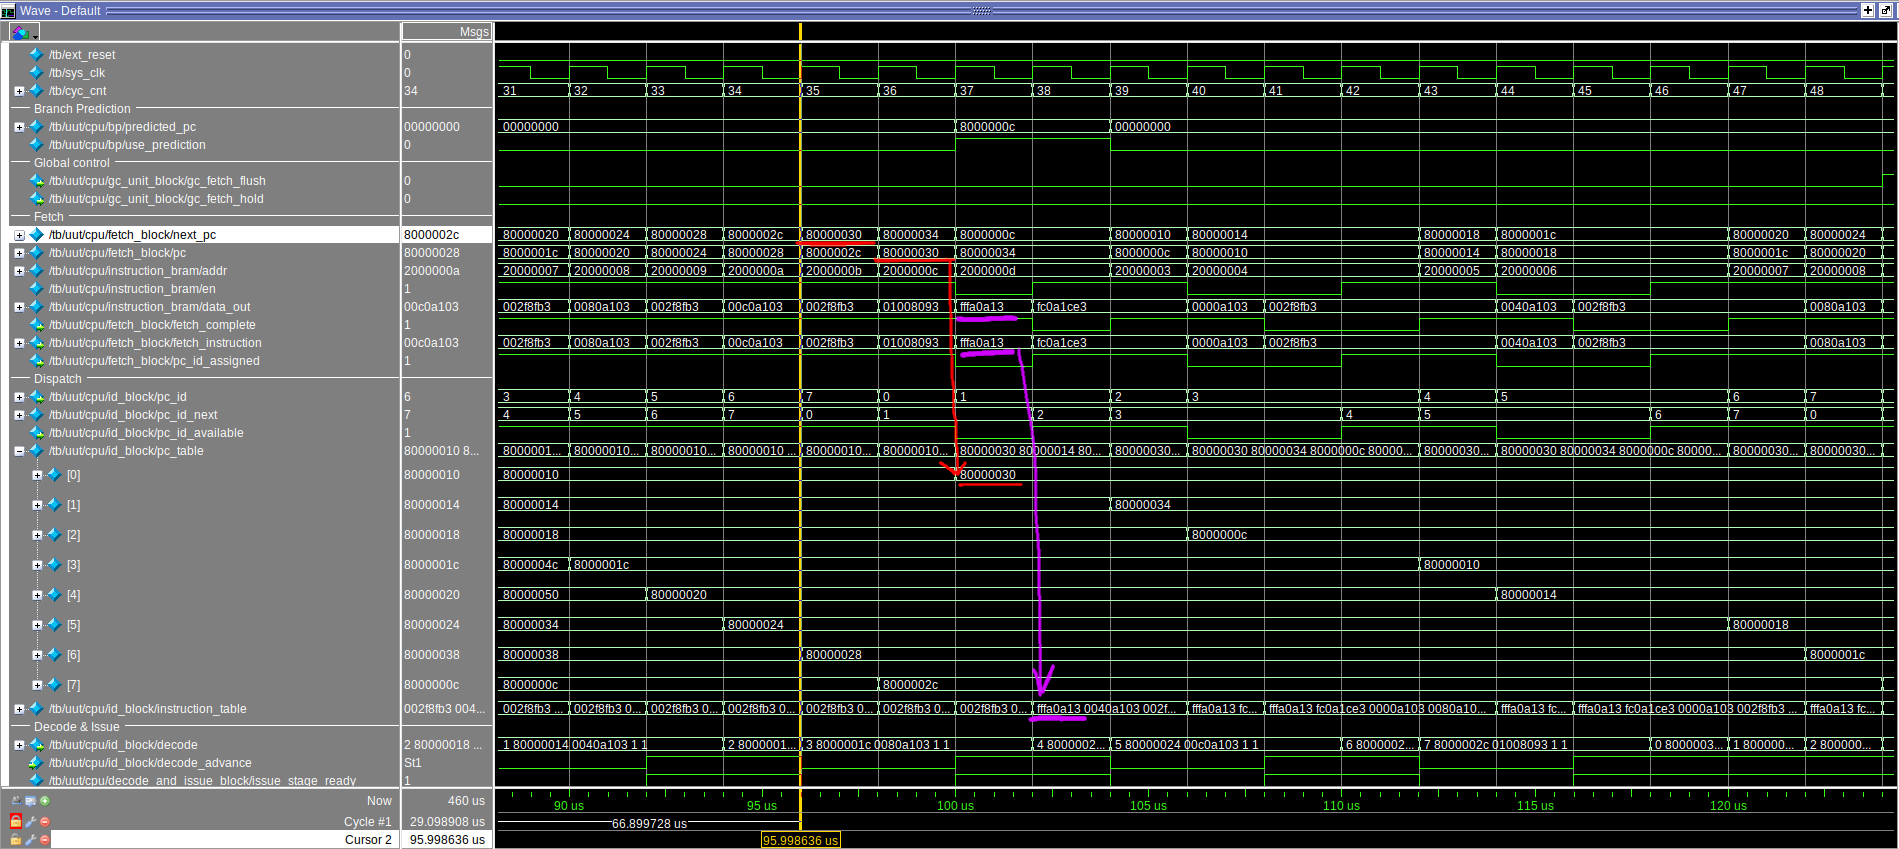 Wave - Default
Msgs
/tb/ext_reset 0
/tb/sys_clk 0
/tb/cyc_cnt 34 31 32 33 34 35 36 37 38 39 40 41 42 43 44 45 46 47 48
Branch Prediction
/tb/uut/cpu/bp/predicted_pc 00000000 00000000 8000000c 00000000
/tb/uut/cpu/bp/use_prediction 0
Global control
/tb/uut/cpu/gc_unit_block/gc_fetch_flush 0
/tb/uut/cpu/gc_unit_block/gc_fetch_hold 0
Fetch
/tb/uut/cpu/fetch_block/next_pc 8000002c 80000020 80000024 80000028 8000002c 80000030 80000034 8000000c 80000010 80000014 80000018 8000001c 80000020 80000024
/tb/uut/cpu/fetch_block/pc 80000028 8000001c 80000020 80000024 80000028 8000002c 80000030 80000034 8000000c 80000010 80000014 80000018 8000001c 80000020
/tb/uut/cpu/instruction_bram/addr 2000000a 20000007 20000008 20000009 2000000a 2000000b 2000000c 2000000d 20000003 20000004 20000005 20000006 20000007 20000008
/tb/uut/cpu/instruction_bram/en 1
/tb/uut/cpu/instruction_bram/data_out 00c0a103 002f8fb3 0080a103 002f8fb3 00c0a103 002f8fb3 01008093 fffa0a13 fc0a1ce3 0000a103 002f8fb3 0040a103 002f8fb3 0080a103
/tb/uut/cpu/fetch_block/fetch_complete 1
/tb/uut/cpu/fetch_block/fetch_instruction 00c0a103 002f8fb3 0080a103 002f8fb3 00c0a103 002f8fb3 01008093 fffa0a13 fc0a1ce3 0000a103 002f8fb3 0040a103 002f8fb3 0080a103
/tb/uut/cpu/fetch_block/pc_id_assigned 1
Dispatch
/tb/uut/cpu/id_block/pc_id 6 3 4 5 6 7 0 1 2 3 4 5 6 7
/tb/uut/cpu/id_block/pc_id_next 7 4 5 6 7 0 1 2 3 4 5 6 7 0
/tb/uut/cpu/id_block/pc_id_available 1
/tb/uut/cpu/id_block/pc_table 80000010 8... 8000001... 80000010... 80000010... 80000010 ... 80000010... 80000010... 80000030 80000014 80... 80000030... 80000030 80000034 8000000c 80000... 80000030... 80000030 80000034 8000000c 80000... 80000030... 80000030...
[0] 80000010 80000010 80000030
[1] 80000014 80000014 80000034
[2] 80000018 80000018 8000000c
[3] 8000001c 8000004c 8000001c 80000010
[4] 80000020 80000050 80000020 80000014
[5] 80000024 80000034 80000024 80000018
[6] 80000038 80000038 80000028 8000001c
[7] 8000000c 8000000c 8000002c
/tb/uut/cpu/id_block/instruction_table 002f8fb3 004... 002f8fb3 ... 002f8fb3 0... 002f8fb3 0... 002f8fb3 0... 002f8fb3 0... 002f8fb3 0... 002f8fb3 0... fffa0a13 0040a103 002f... fffa0a13 fc... fffa0a13 fc0a1ce3 0000a103 0080a10... fffa0a13 fc... fffa0a13 fc0a1ce3 0000a103 002f8fb3 ... fffa0a13 fc... fffa0a13 fc...
Decode & Issue
/tb/uut/cpu/id_block/decode 2 80000018 ... 1 80000014 0040a103 1 1 2 8000001... 3 8000001c 0080a103 1 1 4 8000002... 5 80000024 00c0a103 1 1 6 8000002... 7 8000002c 01008093 1 1 0 8000003... 1 800000... 2 800000...
/tb/uut/cpu/id_block/decode_advance St1
/tb/uut/cpu/decode_and_issue_block/issue_stage_ready 1
Now 460 us 90 us 95 us 100 us 105 us 110 us 115 us 120 us
Cycle #1 29.098908 us 66.899728 us
Cursor 2 95.998636 us 95.998636 us